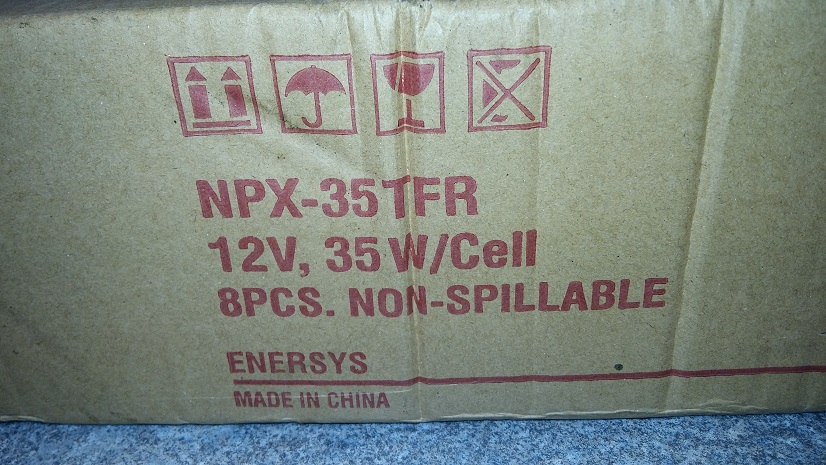 NPX-35TFR
12V, 35W/Cell
8PCS. NON-SPILLABLE
ENERSYS
MADE IN CHINA